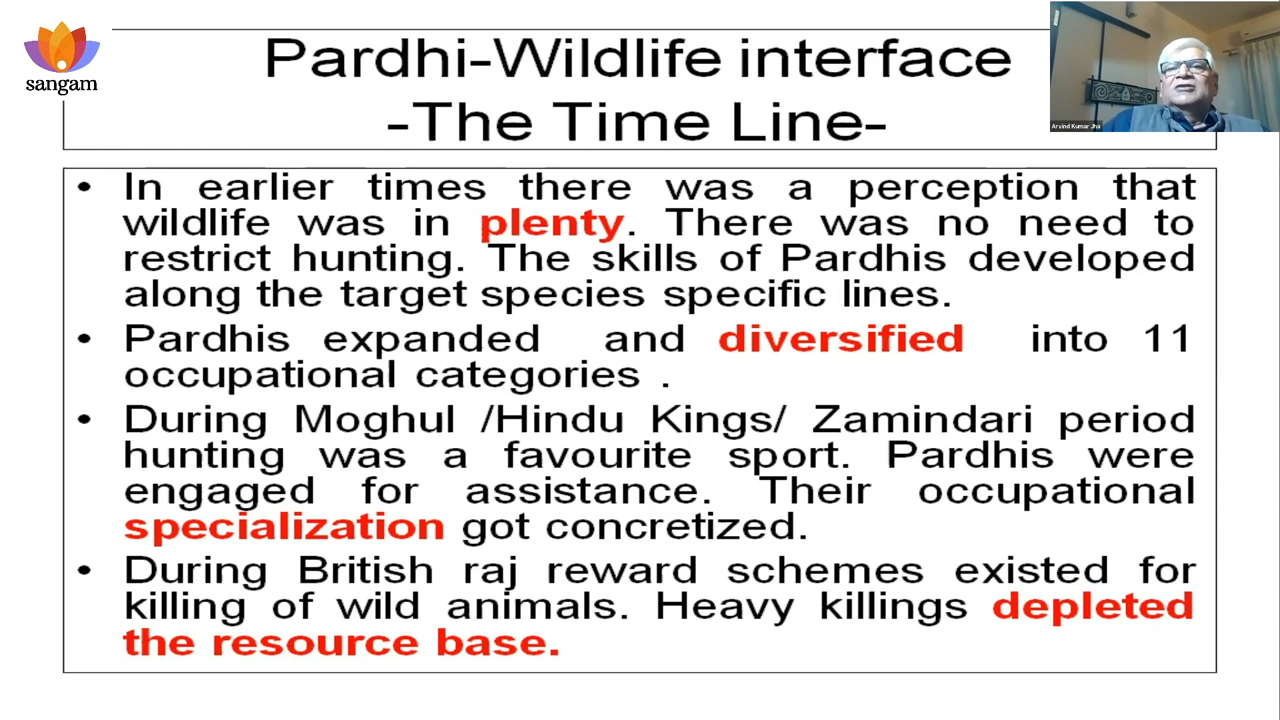 sangam
Pardhi-Wildlife interface
-The Time Line-
Arvind Kumar Jha
• In earlier times there was a perception that
wildlife was in plenty. There was no need to
restrict hunting. The skills of Pardhis developed
along the target species specific lines.
• Pardhis expanded and diversified into 11
occupational categories .
• During Moghul /Hindu Kings/ Zamindari period
hunting was a favourite sport. Pardhis were
engaged for assistance. Their occupational
specialization got concretized.
• During British raj reward schemes existed for
killing of wild animals. Heavy killings depleted
the resource base.